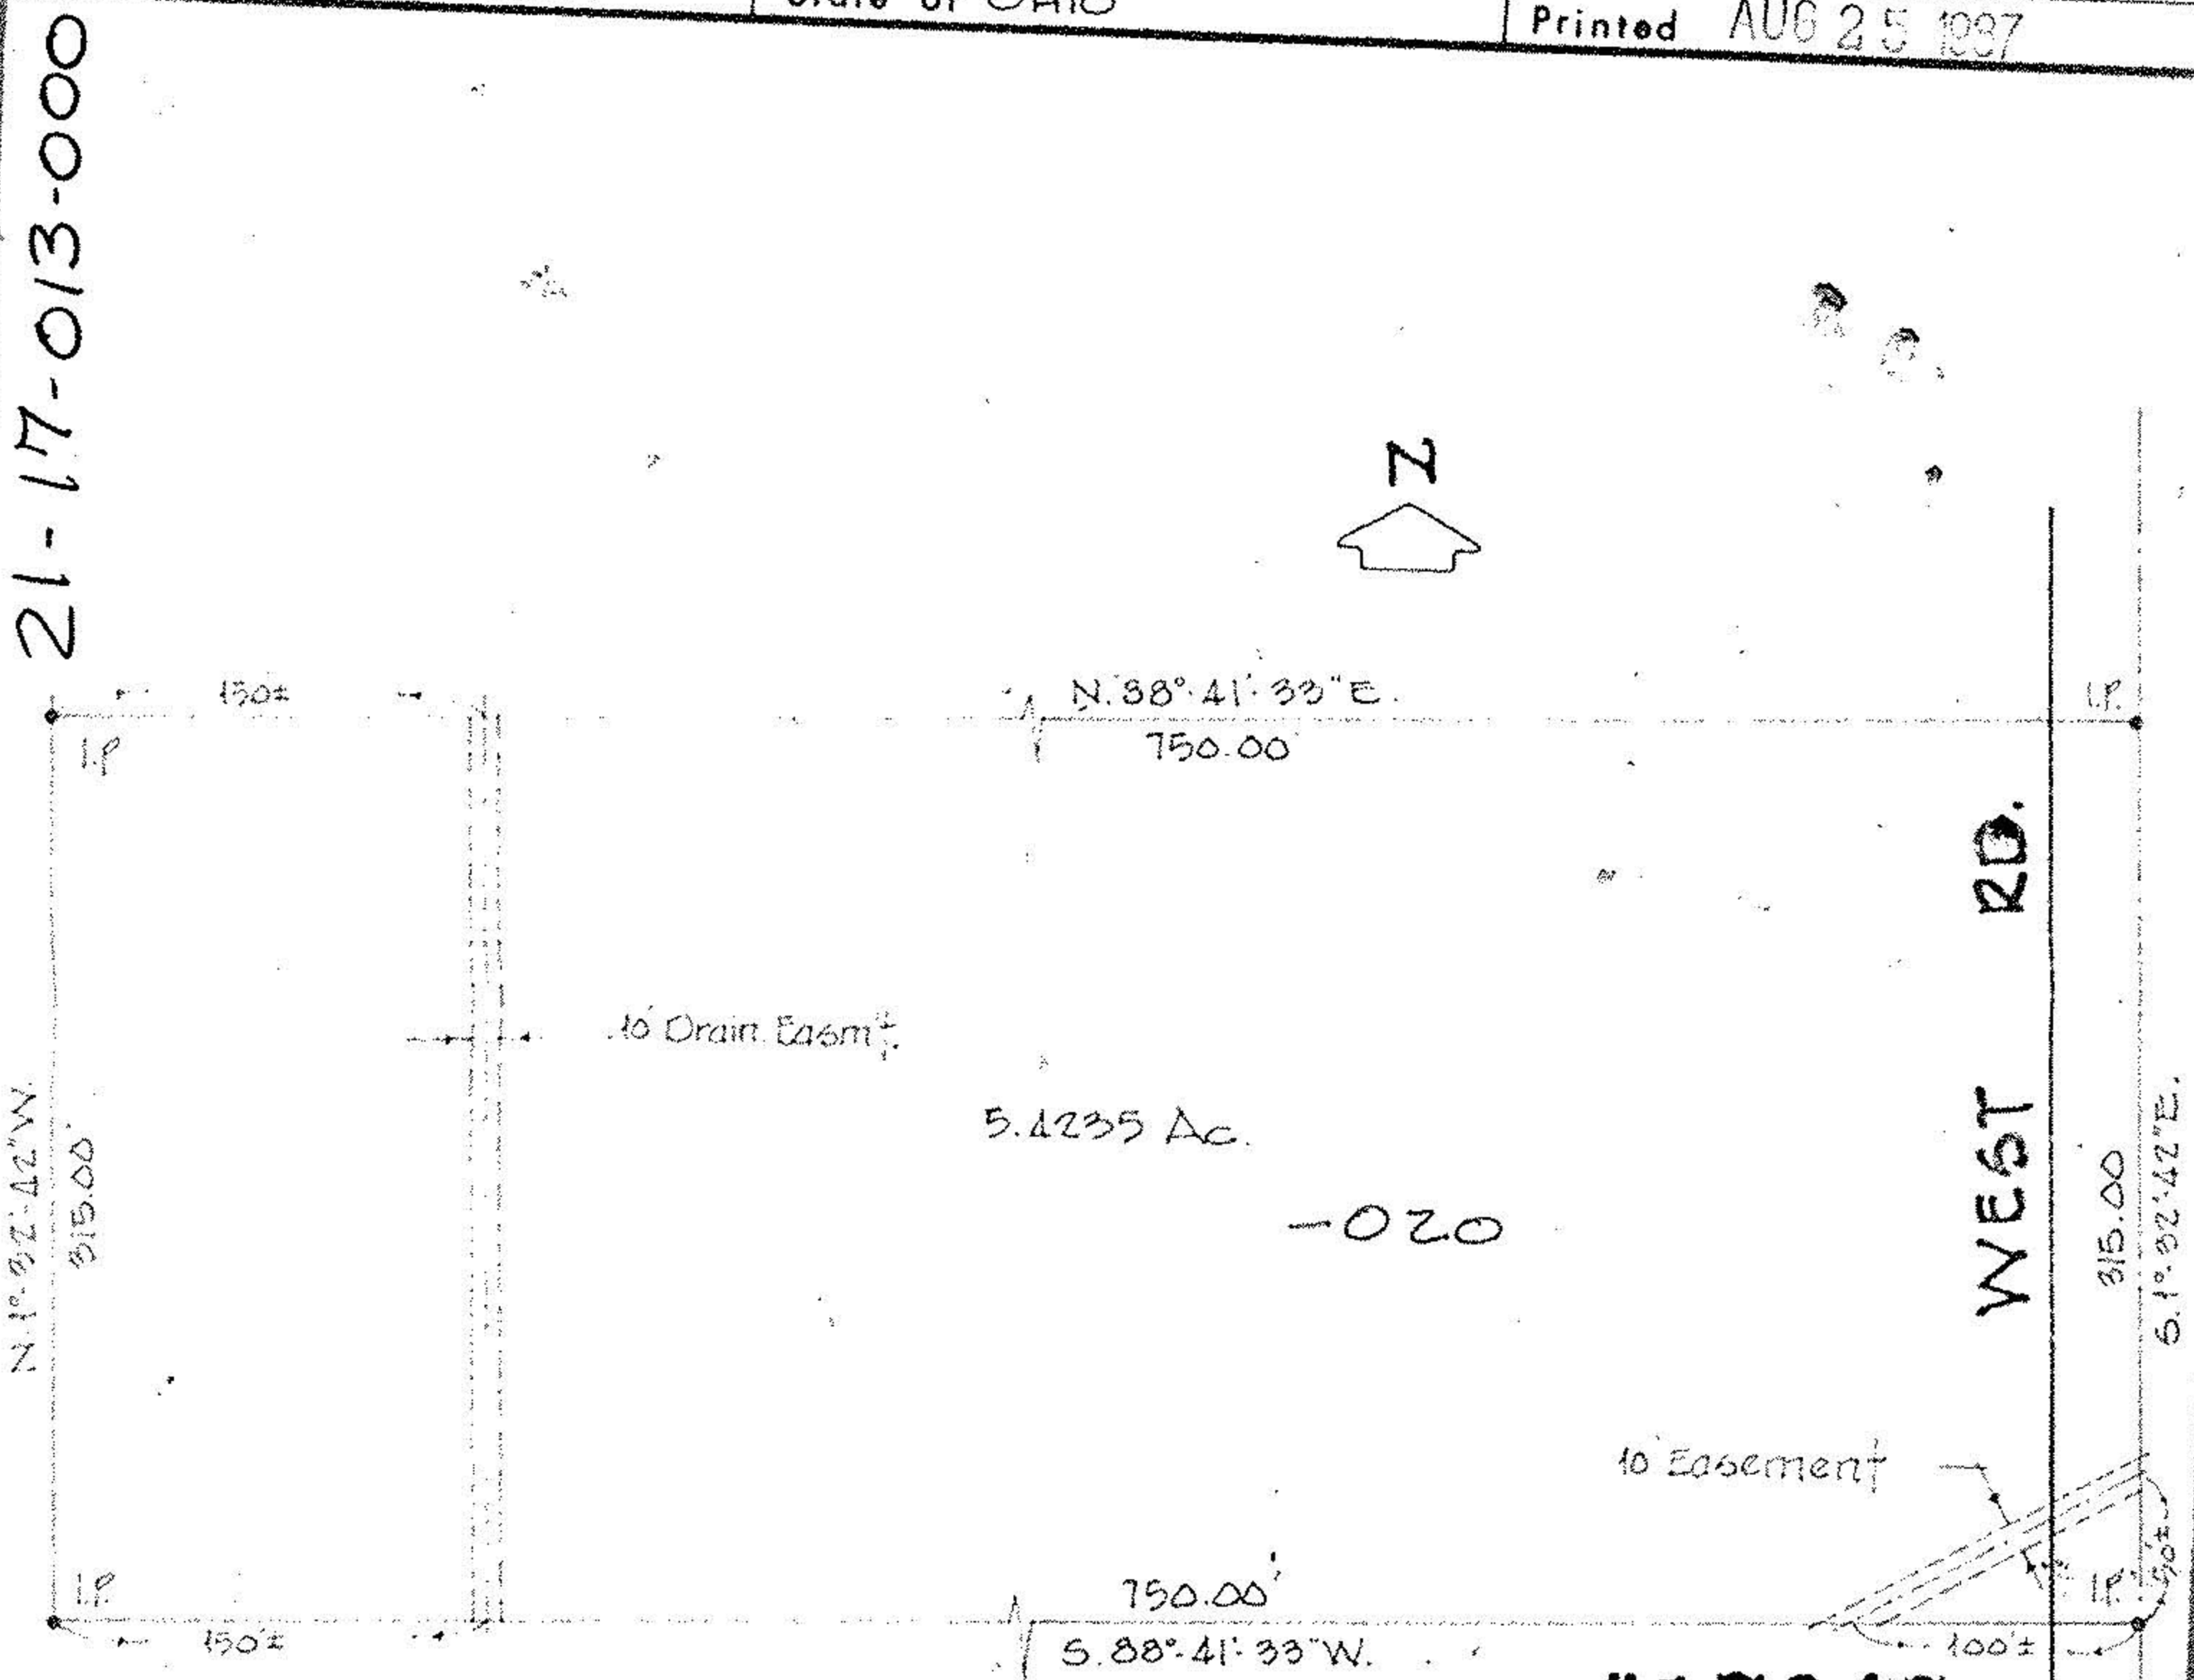 State of OHIO
Printed AUG 25 1987
21-17-013-000
N
150±
N. 88°-41'-33" E.
750.00'
I.P.
I.P.
WEST RD.
10' Drain. Easm't.
5.4235 Ac.
-020
N. 1°-32'-42" W.
315.00'
315.00
S. 1°-32'-42" E.
10' Easement
50'±
I.P.
I.P.
150'±
750.00'
S. 88°-41'-33" W.
100'±